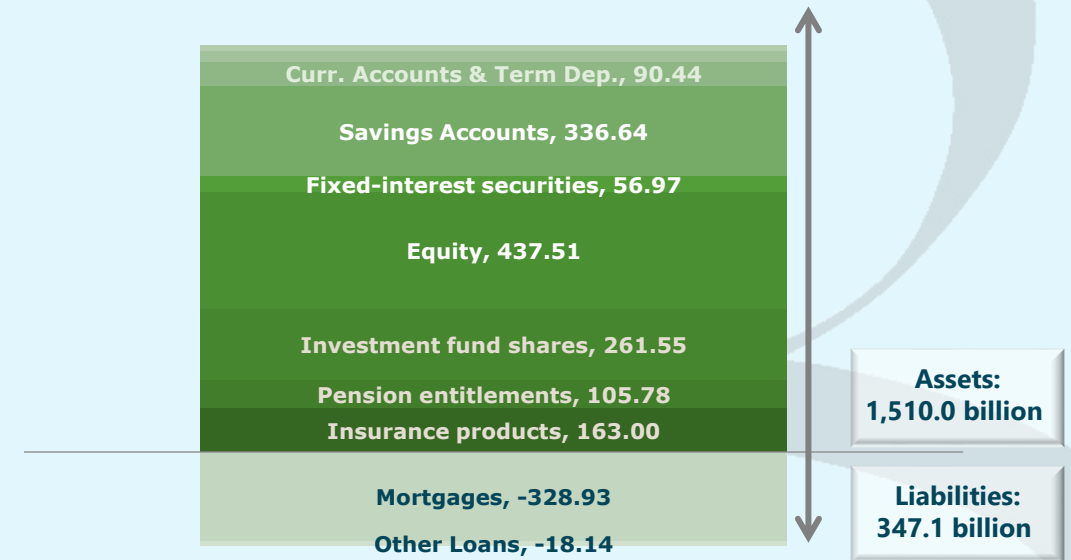 Curr. Accounts & Term Dep., 90.44
Savings Accounts, 336.64
Fixed-interest securities, 56.97
Equity, 437.51
Investment fund shares, 261.55
Pension entitlements, 105.78
Insurance products, 163.00
Assets:
1,510.0 billion
Mortgages, -328.93
Other Loans, -18.14
Liabilities:
347.1 billion